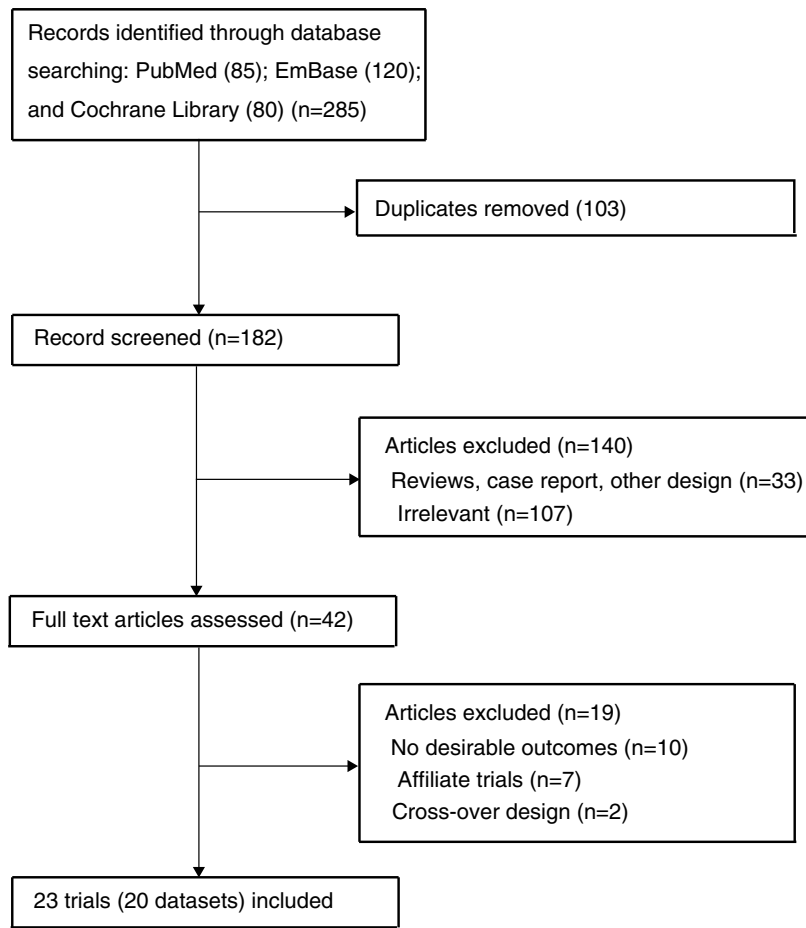 Records identified through database
searching: PubMed (85); EmBase (120);
and Cochrane Library (80) (n=285)
Duplicates removed (103)
Record screened (n=182)
Articles excluded (n=140)
Reviews, case report, other design (n=33)
Irrelevant (n=107)
Full text articles assessed (n=42)
Articles excluded (n=19)
No desirable outcomes (n=10)
Affiliate trials (n=7)
Cross-over design (n=2)
23 trials (20 datasets) included